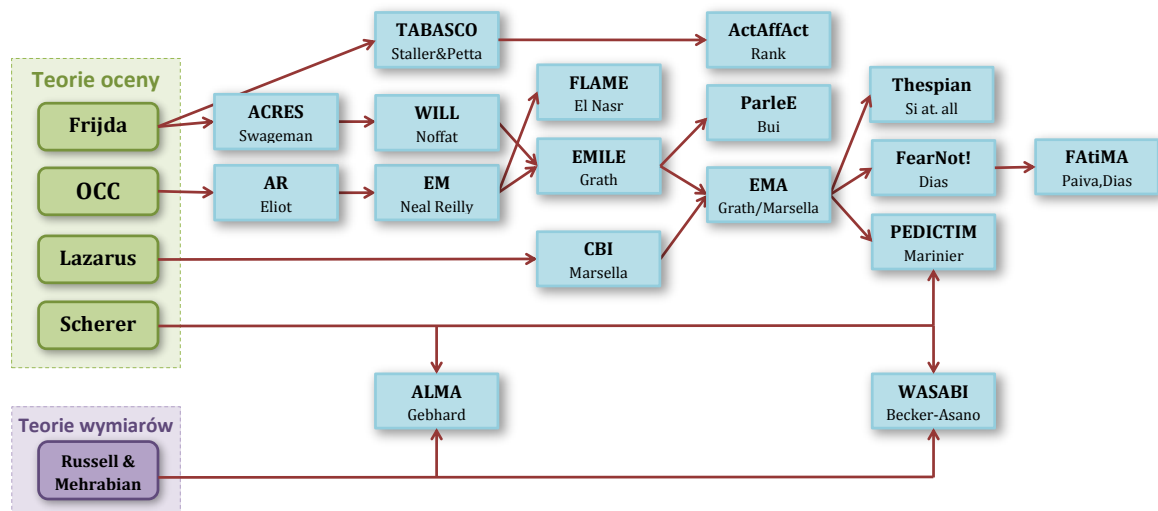 TABASCO
Staller&Petta
ActAffAct
Rank
Teorie oceny
Frijda
ACRES
Swageman
WILL
Noffat
FLAME
El Nasr
ParleE
Bui
Thespian
Si at. all
OCC
AR
Eliot
EM
Neal Reilly
EMILE
Grath
EMA
Grath/Marsella
FearNot!
Dias
FAtiMA
Paiva,Dias
Lazarus
CBI
Marsella
PEDICTIM
Marinier
Scherer
ALMA
Gebhard
WASABI
Becker-Asano
Teorie wymiarów
Russell &
Mehrabian